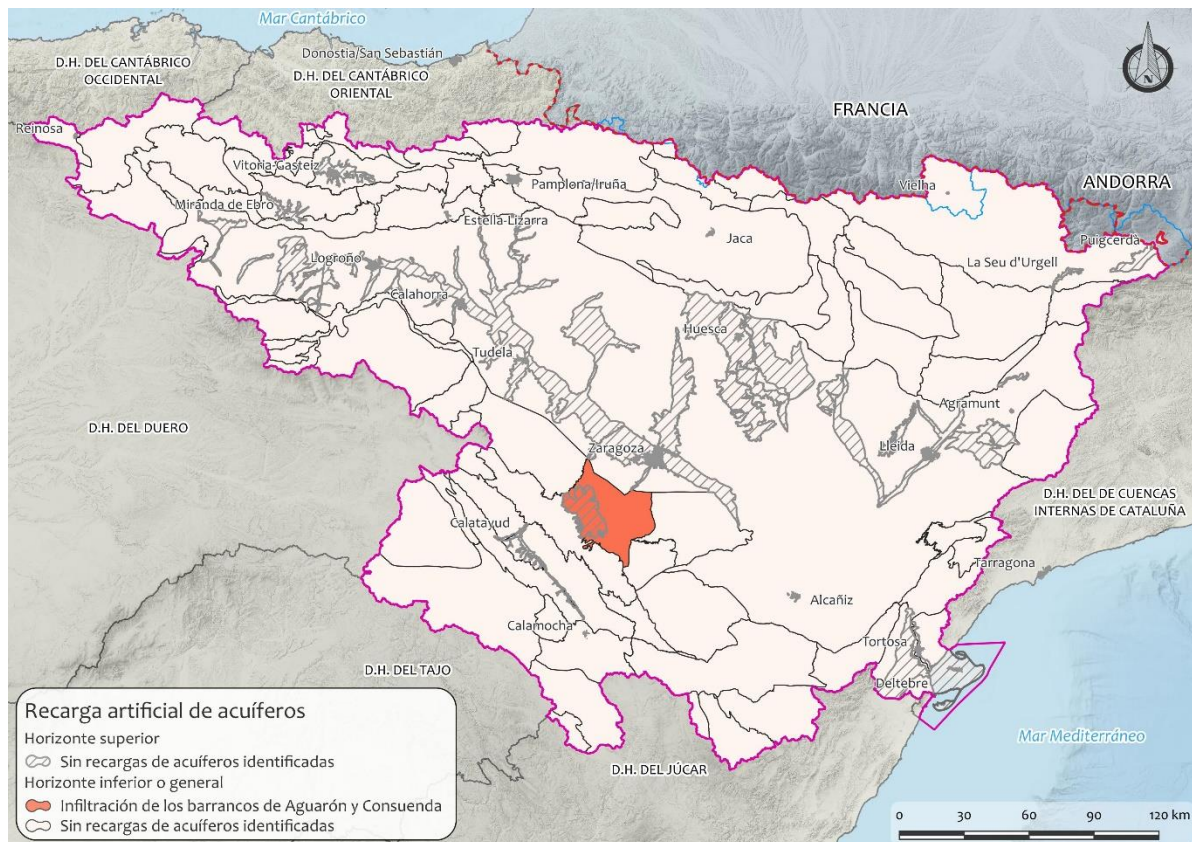 Mar Cantábrico
Donostia/San Sebastián
D.H. DEL CANTÁBRICO
OCCIDENTAL
D.H. DEL CANTÁBRICO
ORIENTAL
FRANCIA
N
Reinosa
Vitoria-Gasteiz
Pamplona/Iruña
Vielha
ANDORRA
Miranda de Ebro
Estella-Lizarra
Jaca
Puigcerdà
La Seu d'Urgell
Logroño
Calahorra
Huesca
Tudela
Agramunt
D.H. DEL DUERO
Lleida
Zaragoza
D.H. DEL DE CUENCAS
INTERNAS DE CATALUÑA
Calatayud
Tarragona
Alcañiz
Calamocha
Tortosa
D.H. DEL TAJO
Deltebre
Mar Mediterráneo
D.H. DEL JÚCAR
Recarga artificial de acuíferos
Horizonte superior
Sin recargas de acuíferos identificadas
Horizonte inferior o general
Infiltración de los barrancos de Aguarón y Consuenda
Sin recargas de acuíferos identificadas
0 30 60 90 120 km